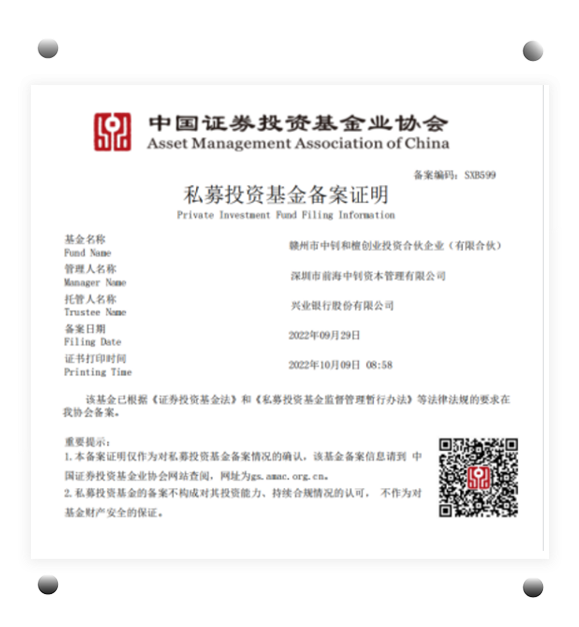 中国证券投资基金业协会
Asset Management Association of China
备案编码：SXB599
私募投资基金备案证明
Private Investment Fund Filing Information
基金名称
Fund Name
赣州市中钊和檀创业投资合伙企业（有限合伙）
管理人名称
Manager Name
深圳市前海中钊资本管理有限公司
托管人名称
Trustee Name
兴业银行股份有限公司
备案日期
Filing Date
2022年09月29日
证书打印时间
Printing Time
2022年10月09日 08:58
该基金已根据《证券投资基金法》和《私募投资基金监督管理暂行办法》等法律法规的要求在
我协会备案。
重要提示：
1.本备案证明仅作为对私募投资基金备案情况的确认，该基金备案信息请到 中
国证券投资基金业协会网站查阅，网址为gs.amac.org.cn。
2.私募投资基金的备案不构成对其投资能力、持续合规情况的认可， 不作为对
基金财产安全的保证。